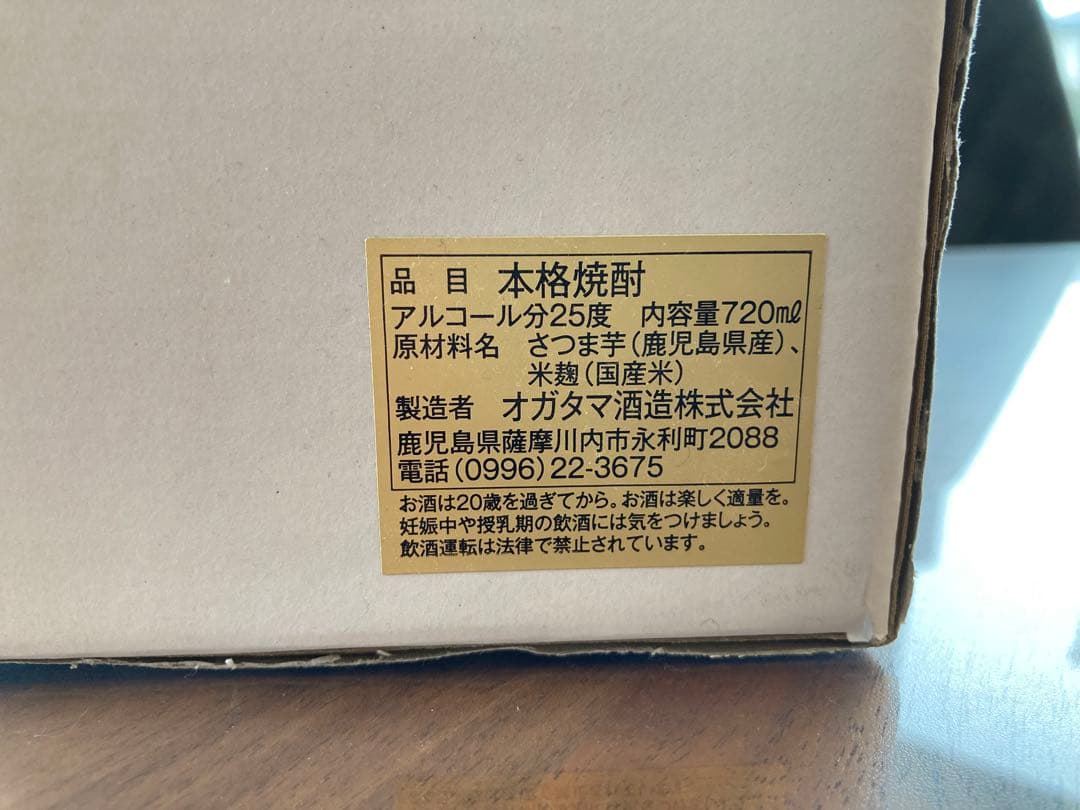 品目 本格焼酎
アルコール分25度 内容量720㎖
原材料名 さつま芋(鹿児島県産)、
米麹(国産米)
製造者 オガタマ酒造株式会社
鹿児島県薩摩川内市永利町2088
電話(0996)22-3675
お酒は20歳を過ぎてから。お酒は楽しく適量を。
妊娠中や授乳期の飲酒には気をつけましょう。
飲酒運転は法律で禁止されています。